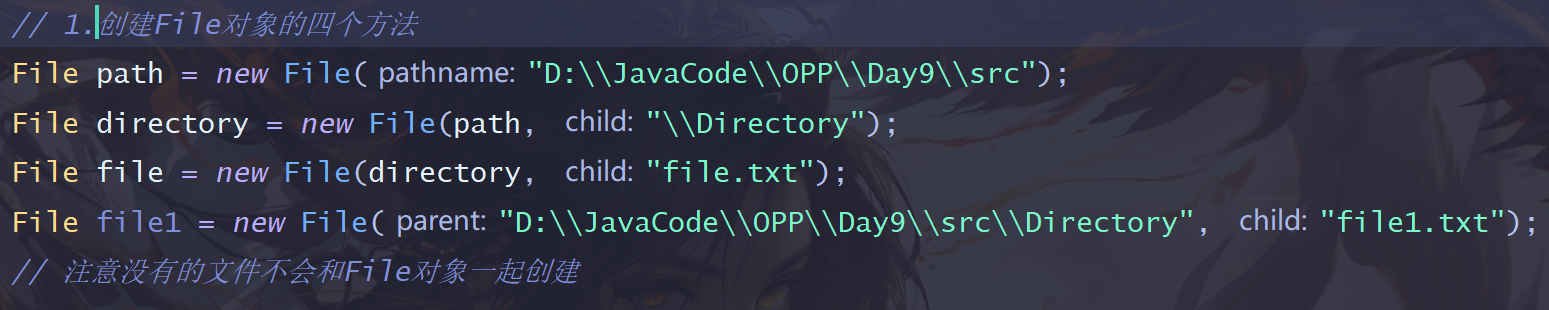 // 1.创建File对象的四个方法
File path = new File( pathname: "D:\\JavaCode\\OPP\\Day9\\src");
File directory = new File(path, child: "\\Directory");
File file = new File(directory, child: "file.txt");
File file1 = new File( parent: "D:\\JavaCode\\OPP\\Day9\\src\\Directory", child: "file1.txt");
// 注意没有的文件不会和File对象一起创建